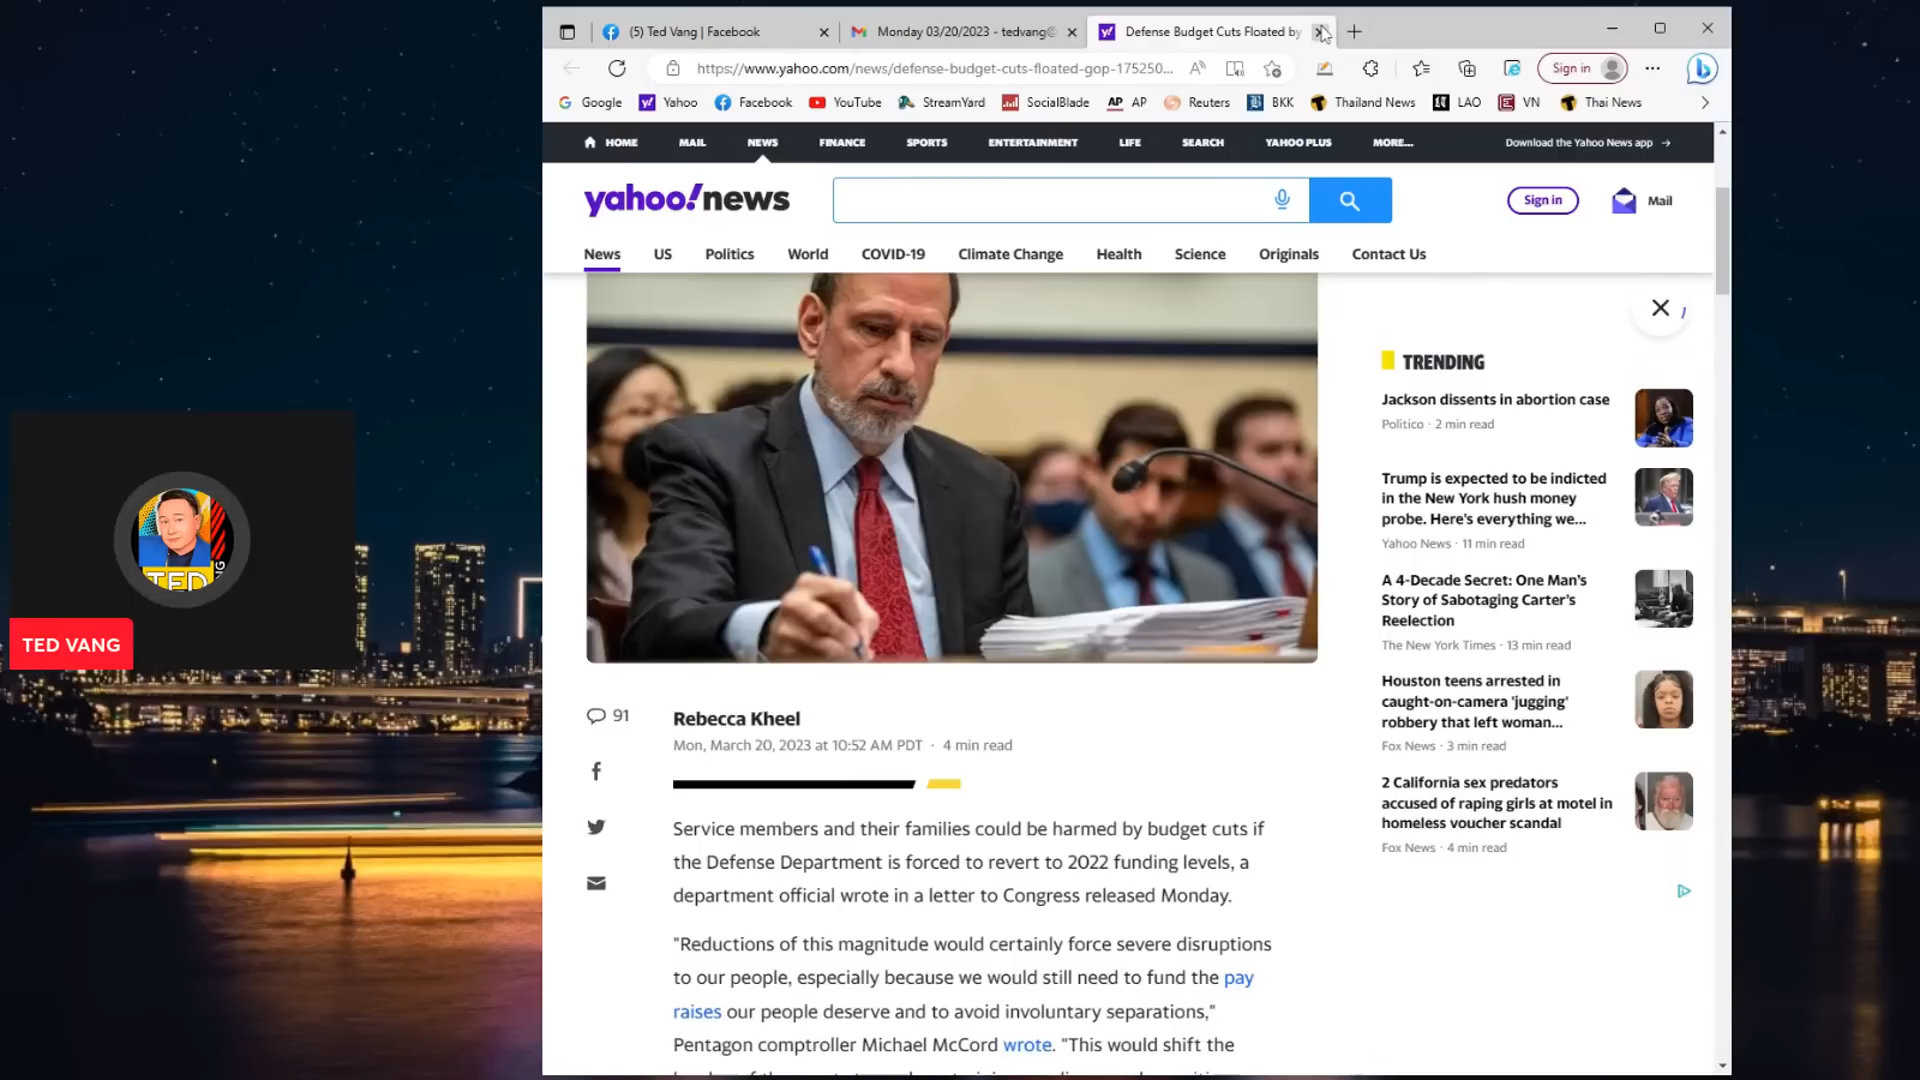 (5) Ted Vang | Facebook
Monday 03/20/2023 - tedvang@
Defense Budget Cuts Floated by
https://www.yahoo.com/news/defense-budget-cuts-floated-gop-175250...
Sign in
Google
Yahoo
Facebook
YouTube
StreamYard
SocialBlade
AP AP
Reuters
BKK
Thailand News
LAO
VN
Thai News
HOME
MAIL
NEWS
FINANCE
SPORTS
ENTERTAINMENT
LIFE
SEARCH
YAHOO PLUS
MORE...
Download the Yahoo News app →
yahoo!news
Sign in
Mail
News
US
Politics
World
COVID-19
Climate Change
Health
Science
Originals
Contact Us
TED
TED VANG
TRENDING
Jackson dissents in abortion case
Politico · 2 min read
Trump is expected to be indicted
in the New York hush money
probe. Here's everything we...
Yahoo News · 11 min read
A 4-Decade Secret: One Man's
Story of Sabotaging Carter's
Reelection
The New York Times · 13 min read
Houston teens arrested in
caught-on-camera 'jugging'
robbery that left woman...
Fox News · 3 min read
2 California sex predators
accused of raping girls at motel in
homeless voucher scandal
Fox News · 4 min read
91
Rebecca Kheel
Mon, March 20, 2023 at 10:52 AM PDT · 4 min read
Service members and their families could be harmed by budget cuts if
the Defense Department is forced to revert to 2022 funding levels, a
department official wrote in a letter to Congress released Monday.
"Reductions of this magnitude would certainly force severe disruptions
to our people, especially because we would still need to fund the pay
raises our people deserve and to avoid involuntary separations,"
Pentagon comptroller Michael McCord wrote. "This would shift the